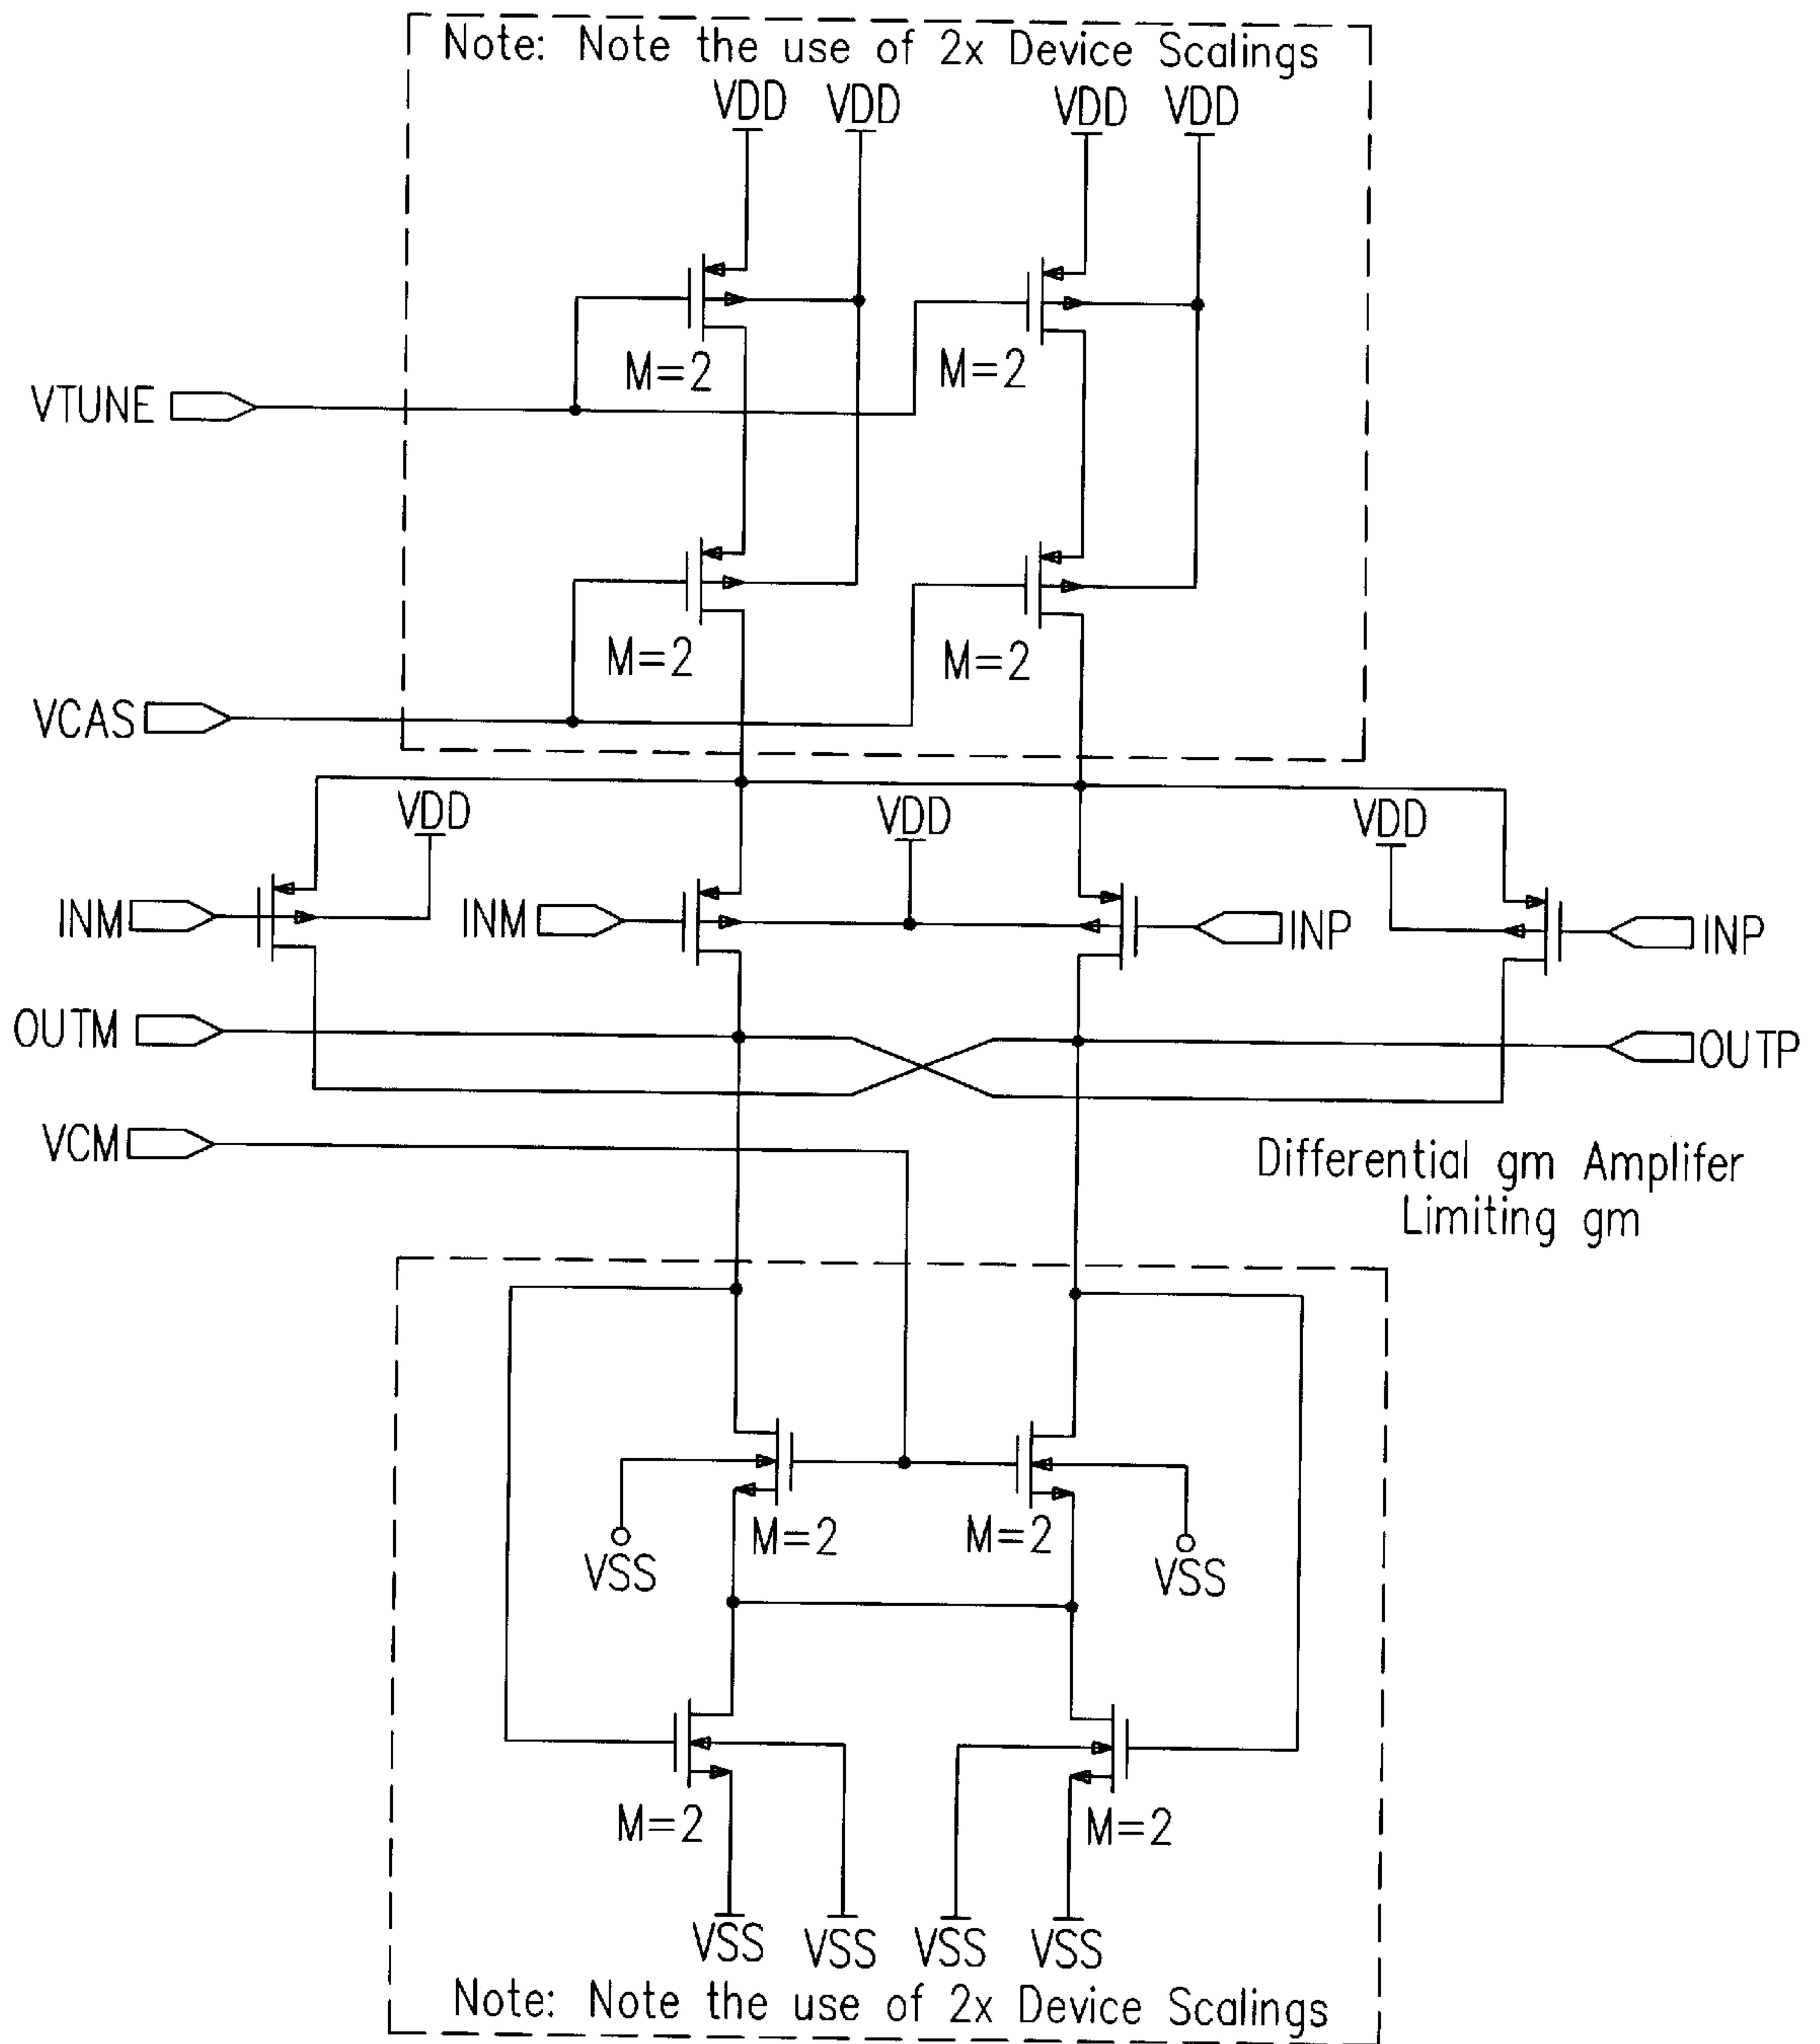 Note: Note the use of 2x Device Scalings
VDD VDD VDD VDD
M=2 M=2
VTUNE
M=2 M=2
VCAS
VDD VDD VDD
INM INM INP INP
OUTM OUTP
VCM
Differential gm Amplifer
Limiting gm
M=2 M=2
VSS VSS
M=2 M=2
VSS VSS VSS VSS
Note: Note the use of 2x Device Scalings